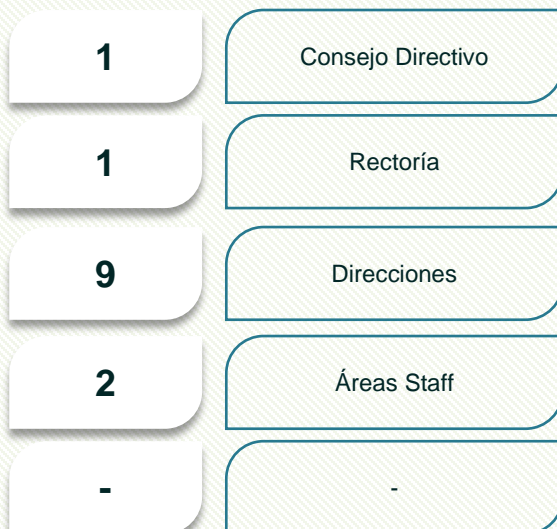 1 Consejo Directivo
1 Rectoría
9 Direcciones
2 Áreas Staff
- -